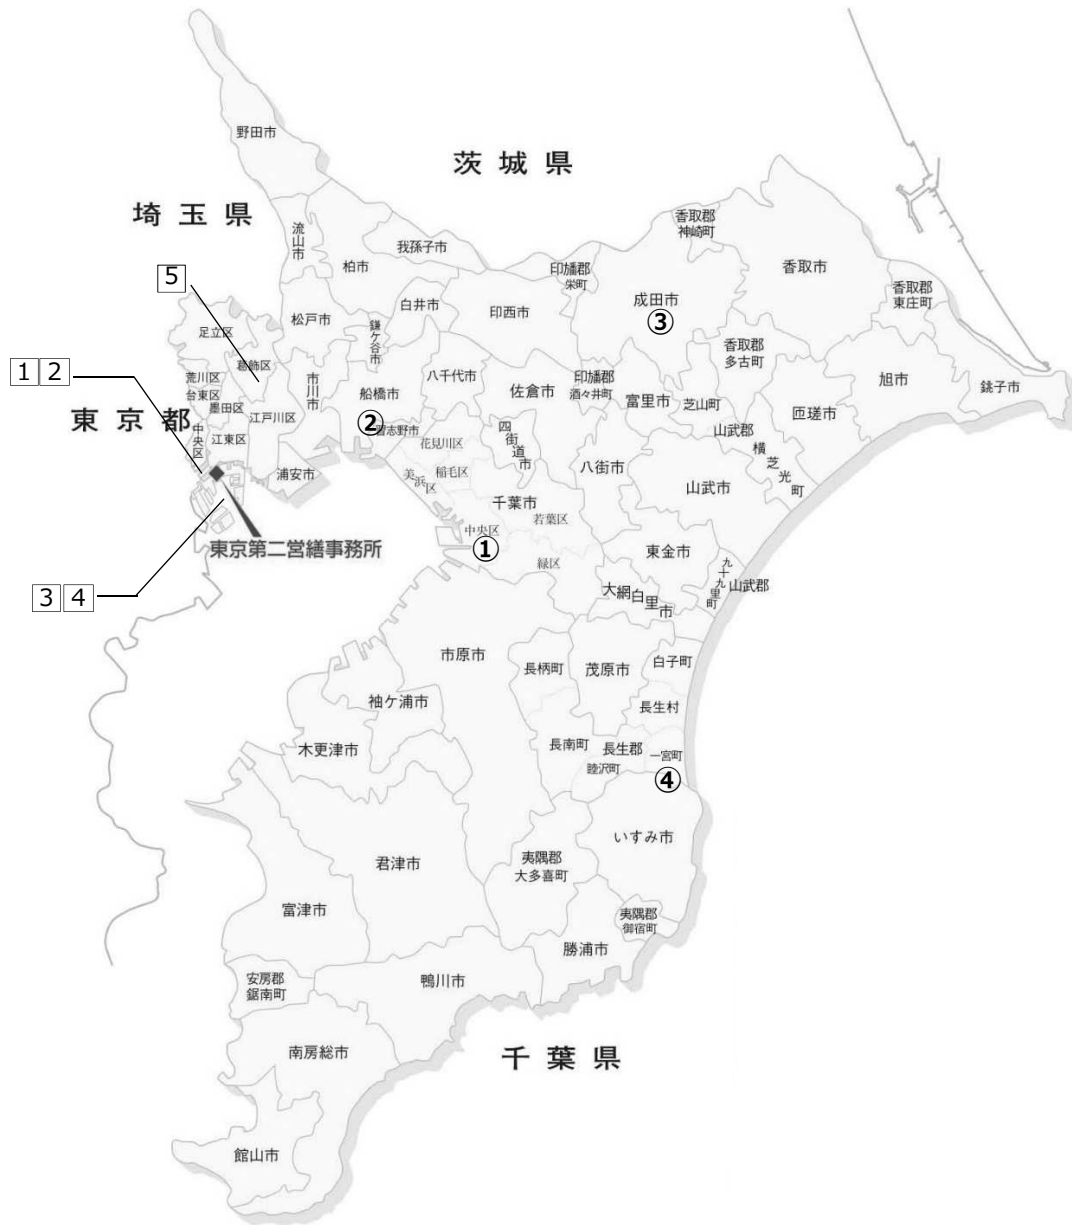 野田市
茨城県
埼玉県
流山市
柏市
我孫子市
香取郡
神崎町
印旛郡
栄町
成田市
③
香取市
香取郡
東庄町
5
松戸市
白井市
印西市
足立区
鎌ケ谷市
香取郡
多古町
1 2
葛飾区
荒川区
台東区
墨田区
市川市
船橋市
②
八千代市
佐倉市
印旛郡
酒々井町
富里市
芝山町
旭市
銚子市
東京都
中央区
江東区
江戸川区
習志野市
花見川区
四街道市
山武郡
横芝光町
匝瑳市
浦安市
美浜区
稲毛区
千葉市
若葉区
八街市
山武市
東京第二営繕事務所
中央区
①
緑区
東金市
九十九里町
山武郡
大網白里市
3 4
市原市
長柄町
茂原市
白子町
袖ケ浦市
長生村
木更津市
長南町
長生郡
睦沢町
一宮町
④
いすみ市
君津市
夷隅郡
大多喜町
富津市
夷隅郡
御宿町
勝浦市
安房郡
鋸南町
鴨川市
南房総市
千葉県
館山市